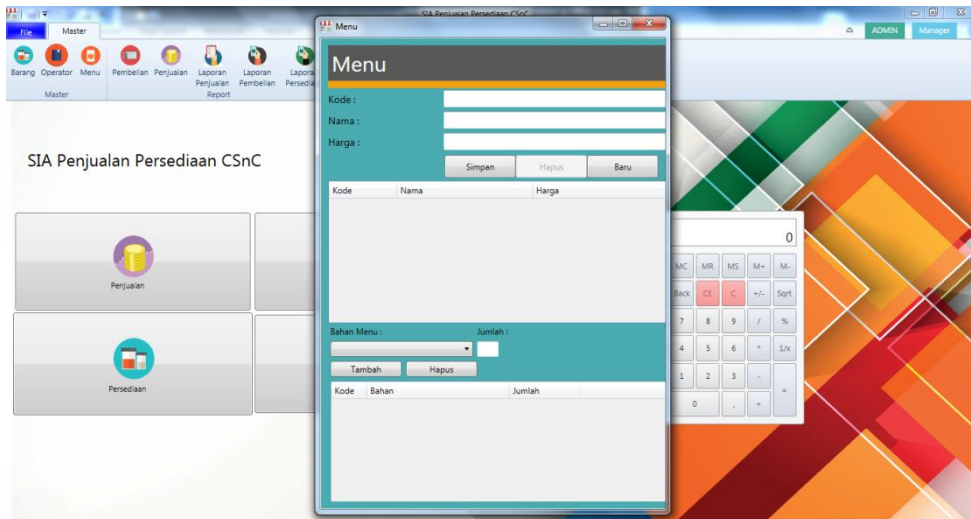 SIA Penjualan Persediaan CSnC
File
Master
ADMIN
Manager
Barang
Operator
Menu
Pembelian
Penjualan
Laporan Penjualan
Laporan Pembelian
Master
Report
SIA Penjualan Persediaan CSnC
Penjualan
Persediaan
Menu
Menu
Kode :
Nama :
Harga :
Simpan
Hapus
Baru
Kode Nama Harga
Bahan Menu : Jumlah :
Tambah Hapus
Kode Bahan Jumlah
0
MC MR MS M+ M-
Back CE C +/- Sqrt
7 8 9 / %
4 5 6 * 1/x
1 2 3 - =
0 , +